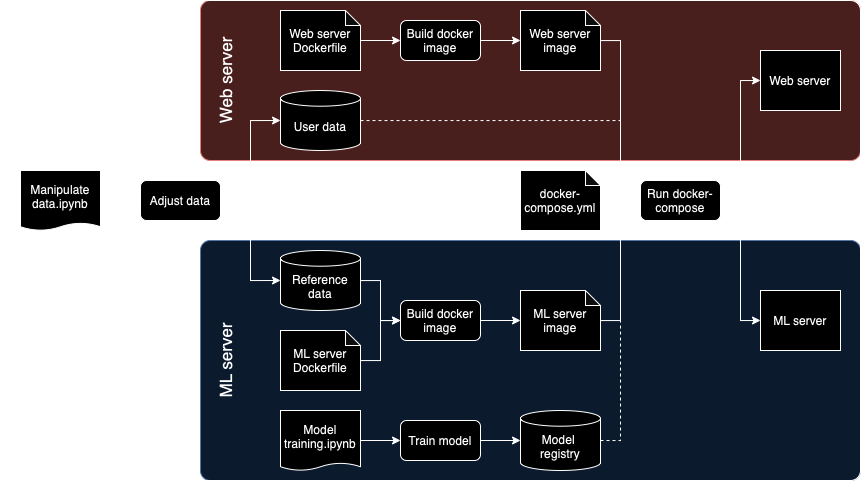 Web server
Web server
Dockerfile
Build docker
image
Web server
image
Web server
User data
Manipulate
data.ipynb
Adjust data
docker-
compose.yml
Run docker-
compose
ML server
Reference
data
Build docker
image
ML server
image
ML server
ML server
Dockerfile
Model
training.ipynb
Train model
Model
registry